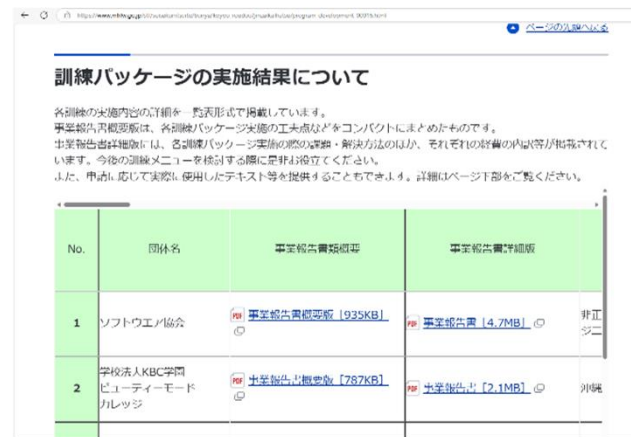 ページの先頭へ戻る
訓練パッケージの実施結果について
各訓練の実施内容の詳細を一覧表形式で掲載しています。
事業報告書概要版は、各訓練パッケージ実施の工夫点などをコンパクトにまとめたものです。
事業報告書詳細版には、各訓練パッケージ実施の際の課題・解決方法のほか、それぞれの経費の内訳等が掲載されて
います。今後の訓練メニューを検討する際に是非お役立てください。
また、申請に応じて実際に使用したテキスト等を提供することもできます。詳細はページ下部をご覧ください。
No. 団体名 事業報告書類概要 事業報告書詳細版
1 ソフトウエア協会 PDF 事業報告書概要版 [935KB] PDF 事業報告書 [4.7MB] 非正
ジニ
2 学校法人KBC学園
ビューティーモード
カレッジ PDF 事業報告書概要版 [787KB] PDF 事業報告書 [2.1MB] 沖縄